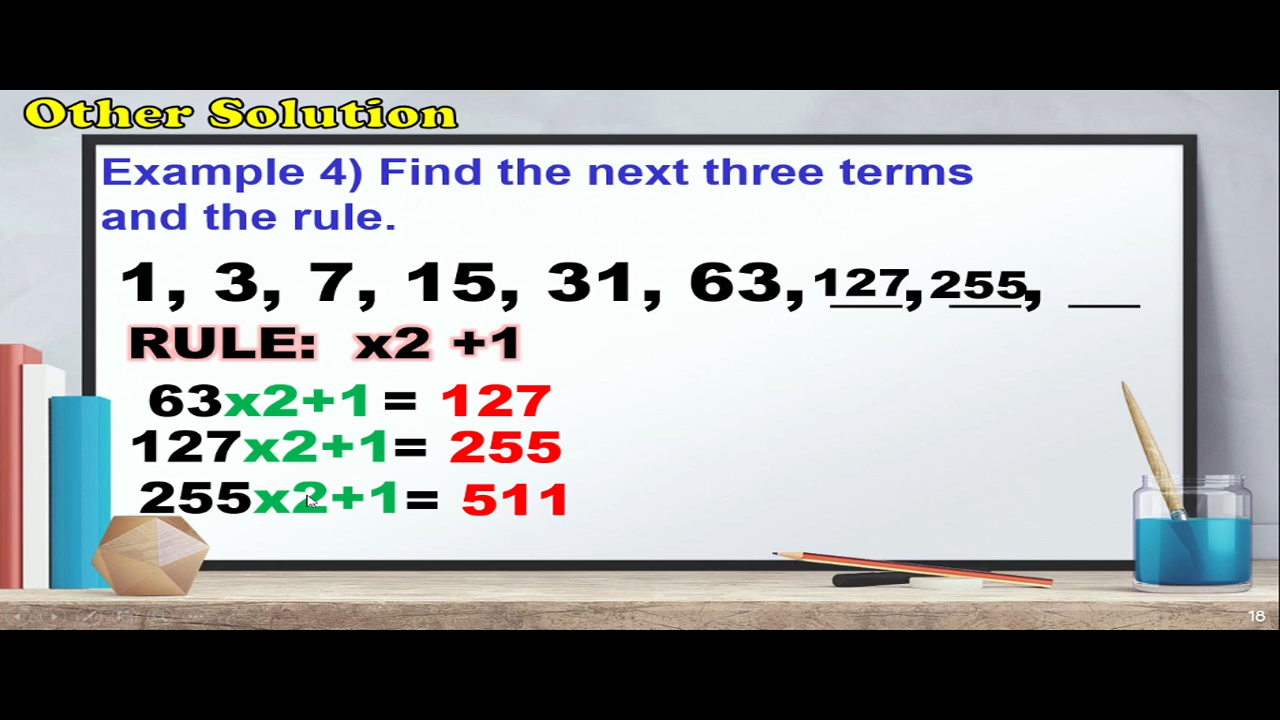 Other Solution
Example 4) Find the next three terms
and the rule.
1, 3, 7, 15, 31, 63, 127, 255, ___
RULE: x2 +1
63x2+1= 127
127x2+1= 255
255x2+1= 511
18